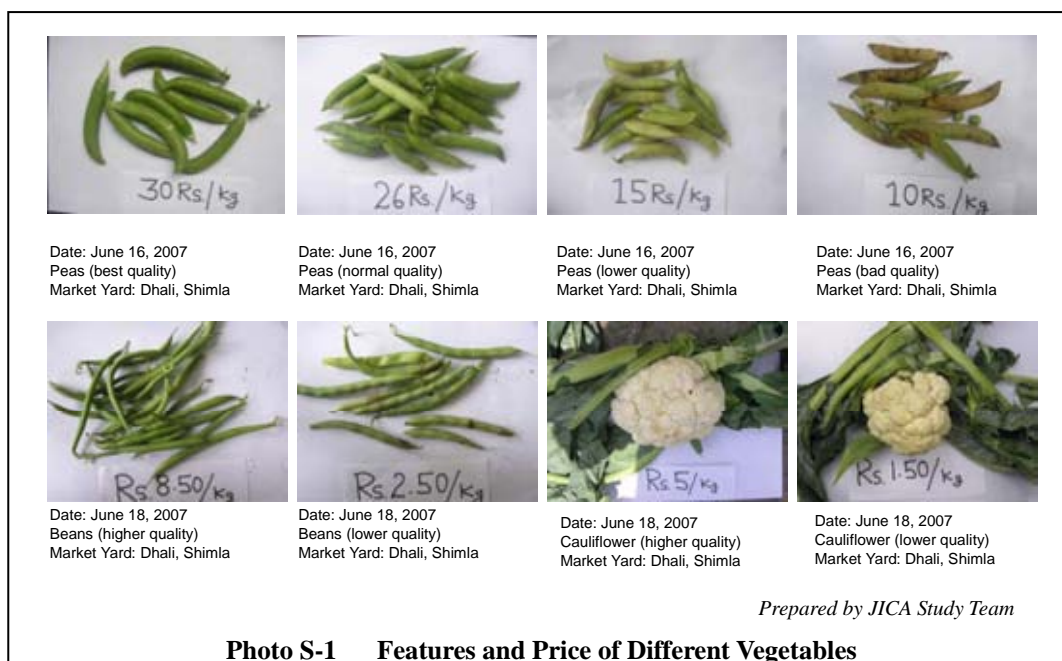 30Rs/kg
26Rs./kg
15Rs/kg
10Rs./kg
Date: June 16, 2007
Peas (best quality)
Market Yard: Dhali, Shimla
Date: June 16, 2007
Peas (normal quality)
Market Yard: Dhali, Shimla
Date: June 16, 2007
Peas (lower quality)
Market Yard: Dhali, Shimla
Date: June 16, 2007
Peas (bad quality)
Market Yard: Dhali, Shimla
Rs 8.50/kg
Rs 2.50/kg
Rs 5/kg
Rs 1.50/kg
Date: June 18, 2007
Beans (higher quality)
Market Yard: Dhali, Shimla
Date: June 18, 2007
Beans (lower quality)
Market Yard: Dhali, Shimla
Date: June 18, 2007
Cauliflower (higher quality)
Market Yard: Dhali, Shimla
Date: June 18, 2007
Cauliflower (lower quality)
Market Yard: Dhali, Shimla
Prepared by JICA Study Team
Photo S-1 Features and Price of Different Vegetables